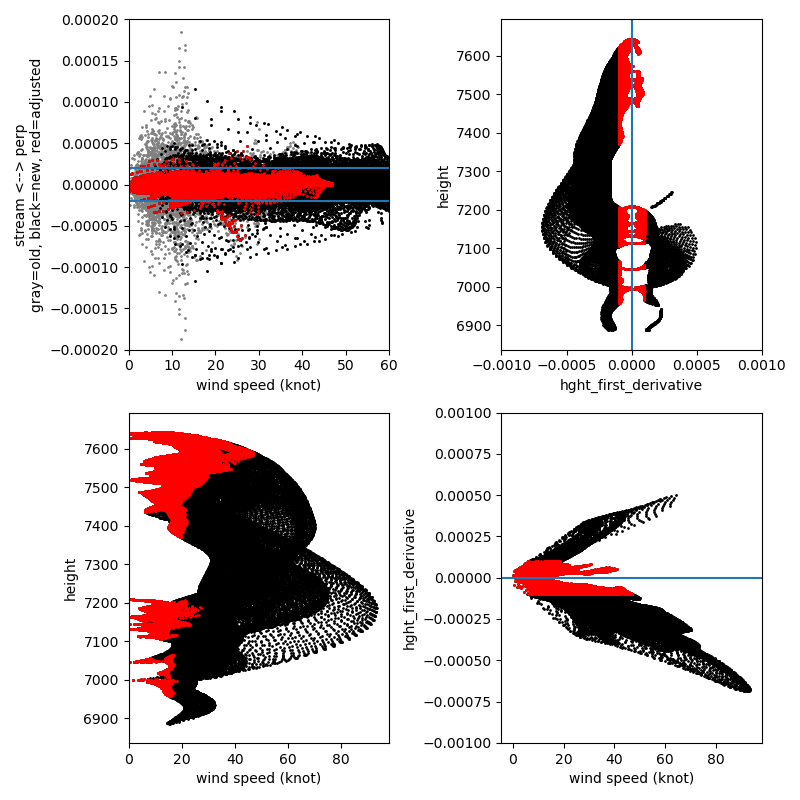 0.00020
0.00015
0.00010
0.00005
0.00000
−0.00005
−0.00010
−0.00015
−0.00020
stream <--> perp
gray=old, black=new, red=adjusted
0 10 20 30 40 50 60
wind speed (knot)
7600
7500
7400
7300
7200
7100
7000
6900
height
−0.0010 −0.0005 0.0000 0.0005 0.0010
hght_first_derivative
7600
7500
7400
7300
7200
7100
7000
6900
height
0 20 40 60 80
wind speed (knot)
0.00100
0.00075
0.00050
0.00025
0.00000
−0.00025
−0.00050
−0.00075
−0.00100
hght_first_derivative
0 20 40 60 80
wind speed (knot)